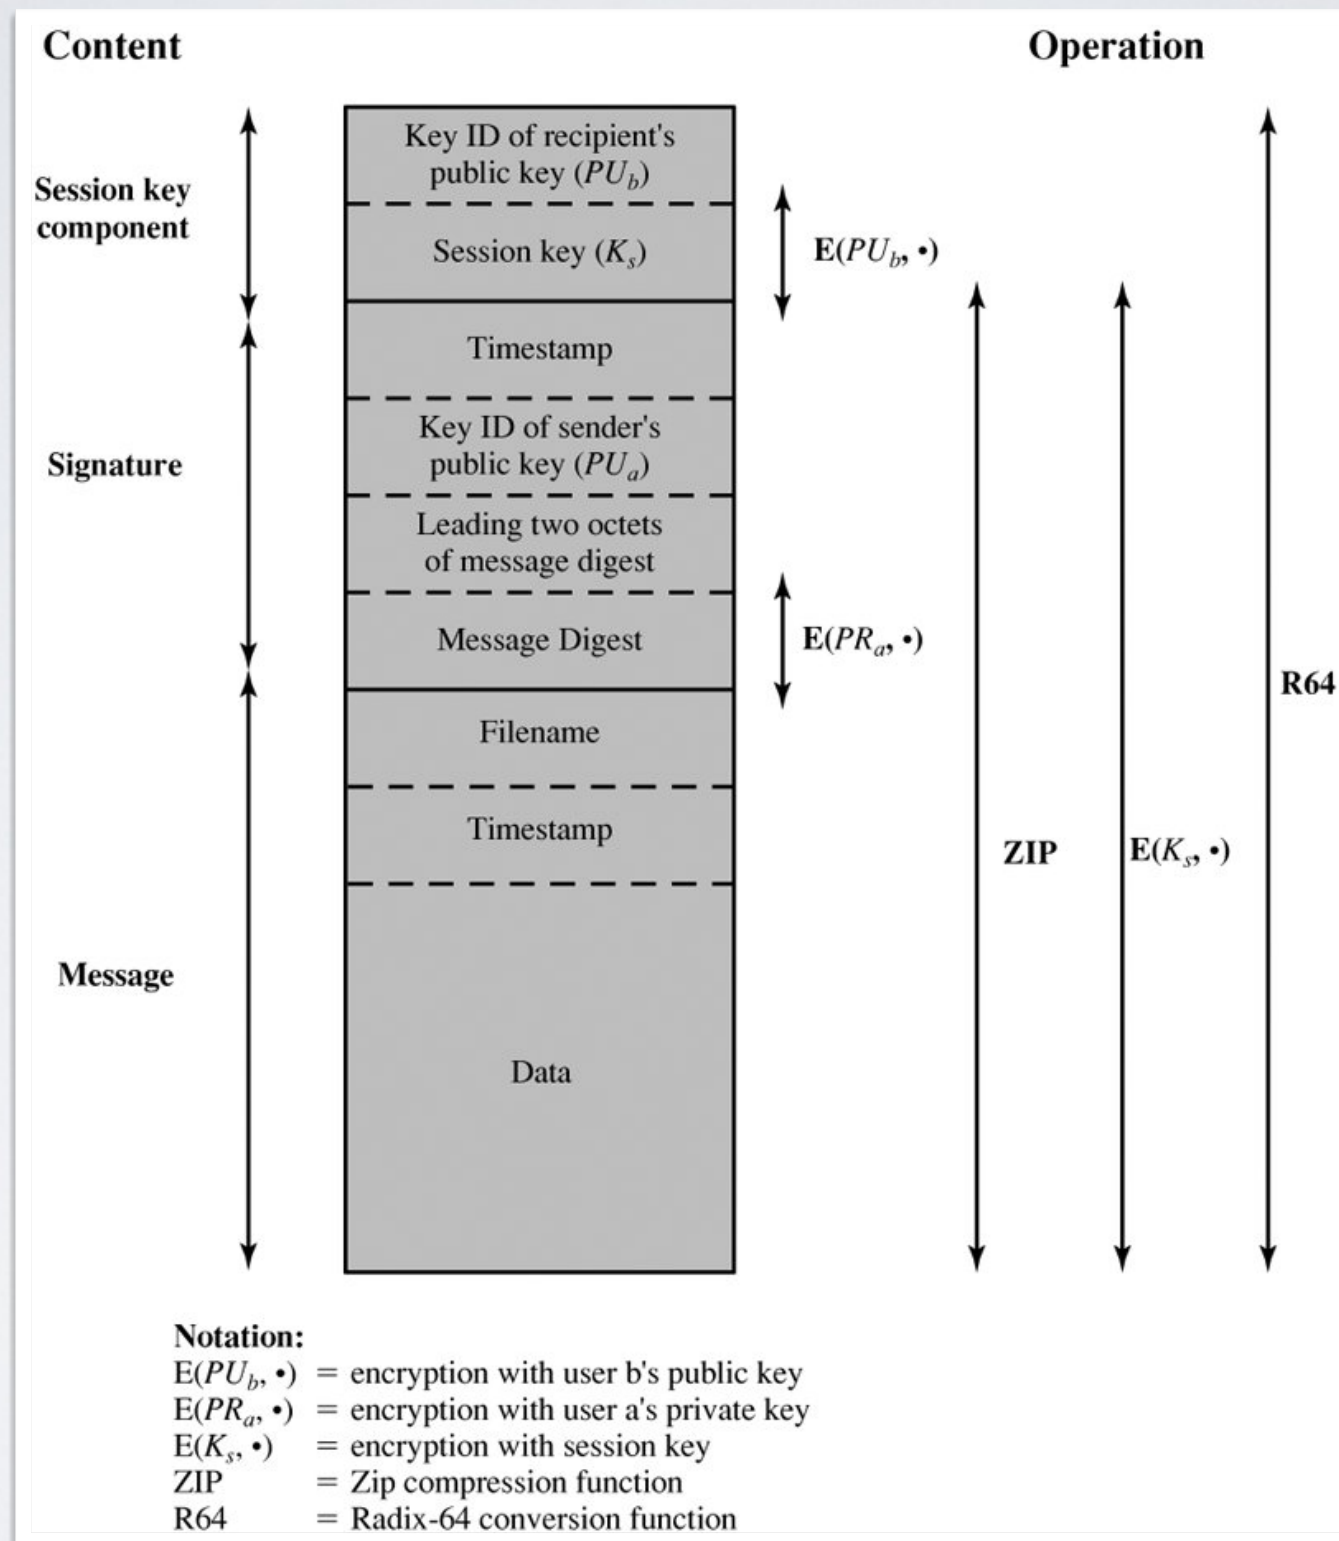 Content
Operation
Key ID of recipient's
public key (PU_b)
Session key
component
Session key (K_s)
E(PU_b, •)
Timestamp
Key ID of sender's
public key (PU_a)
Signature
Leading two octets
of message digest
Message Digest
E(PR_a, •)
R64
Filename
Timestamp
ZIP
E(K_s, •)
Message
Data
Notation:
E(PU_b, •) = encryption with user b's public key
E(PR_a, •) = encryption with user a's private key
E(K_s, •) = encryption with session key
ZIP = Zip compression function
R64 = Radix-64 conversion function